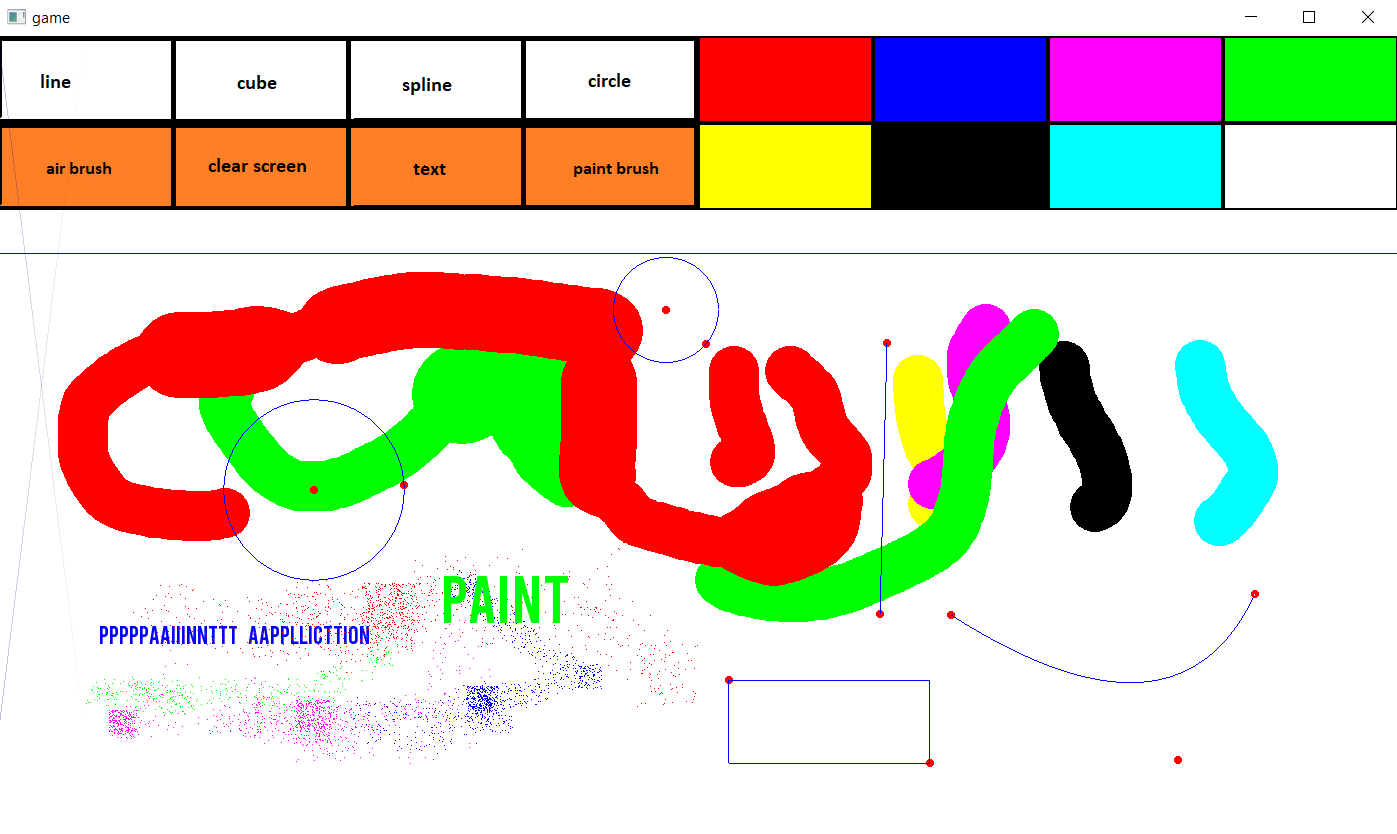 game
line cube spline circle
air brush clear screen text paint brush
PAINT
PPPPPAAIIINNTTT AAPPLLICTTION